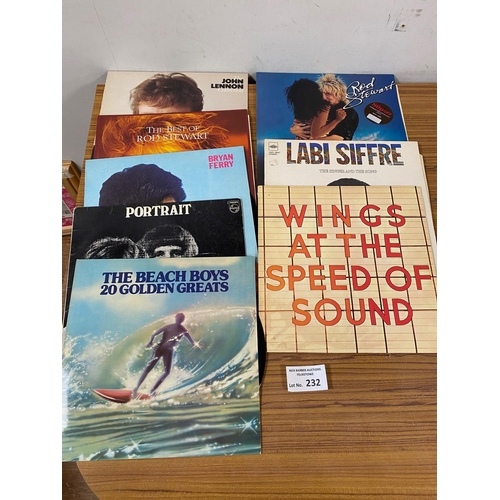 JOHN
LENNON
THE BEST OF
ROD STEWART
BRYAN
FERRY
PORTRAIT
THE BEACH BOYS
20 GOLDEN GREATS
Rod
Stewart
LABI SIFFRE
THE SINGER AND THE SONG
WINGS
AT THE
SPEED OF
SOUND
Lot No. 232